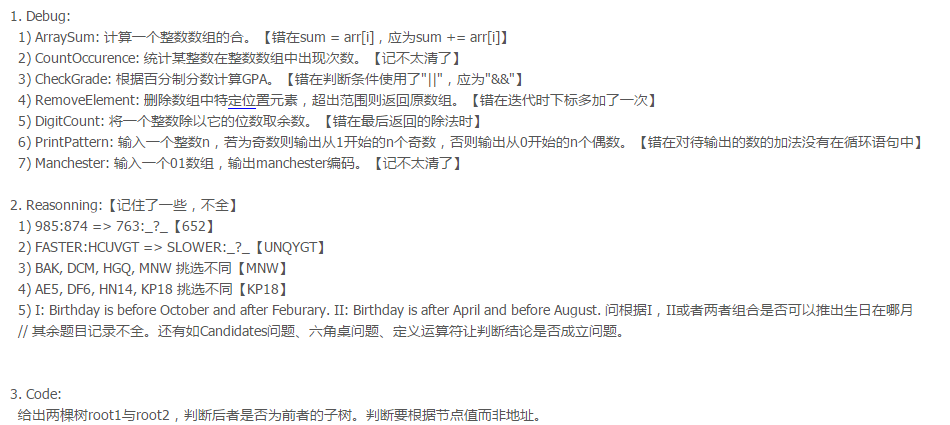 1. Debug:
1) ArraySum: 计算一个整数数组的合。【错在sum = arr[i]，应为sum += arr[i]】
2) CountOccurence: 统计某整数在整数数组中出现次数。【记不太清了】
3) CheckGrade: 根据百分制分数计算GPA。【错在判断条件使用了"||"，应为"&&"】
4) RemoveElement: 删除数组中特定位置元素，超出范围则返回原数组。【错在迭代时下标多加了一次】
5) DigitCount: 将一个整数除以它的位数取余数。【错在最后返回的除法时】
6) PrintPattern: 输入一个整数n，若为奇数则输出从1开始的n个奇数，否则输出从0开始的n个偶数。【错在对待输出的数的加法没有在循环语句中】
7) Manchester: 输入一个01数组，输出manchester编码。【记不太清了】
2. Reasonning:【记住了一些，不全】
1) 985:874 => 763:_?_【652】
2) FASTER:HCUVGT => SLOWER:_?_【UNQYGT】
3) BAK, DCM, HGQ, MNW 挑选不同【MNW】
4) AE5, DF6, HN14, KP18 挑选不同【KP18】
5) I: Birthday is before October and after Feburary. II: Birthday is after April and before August. 问根据I，II或者两者组合是否可以推出生日在哪月
// 其余题目记录不全。还有如Candidates问题、六角桌问题、定义运算符让判断结论是否成立问题。
3. Code:
给出两棵树root1与root2，判断后者是否为前者的子树。判断要根据节点值而非地址。